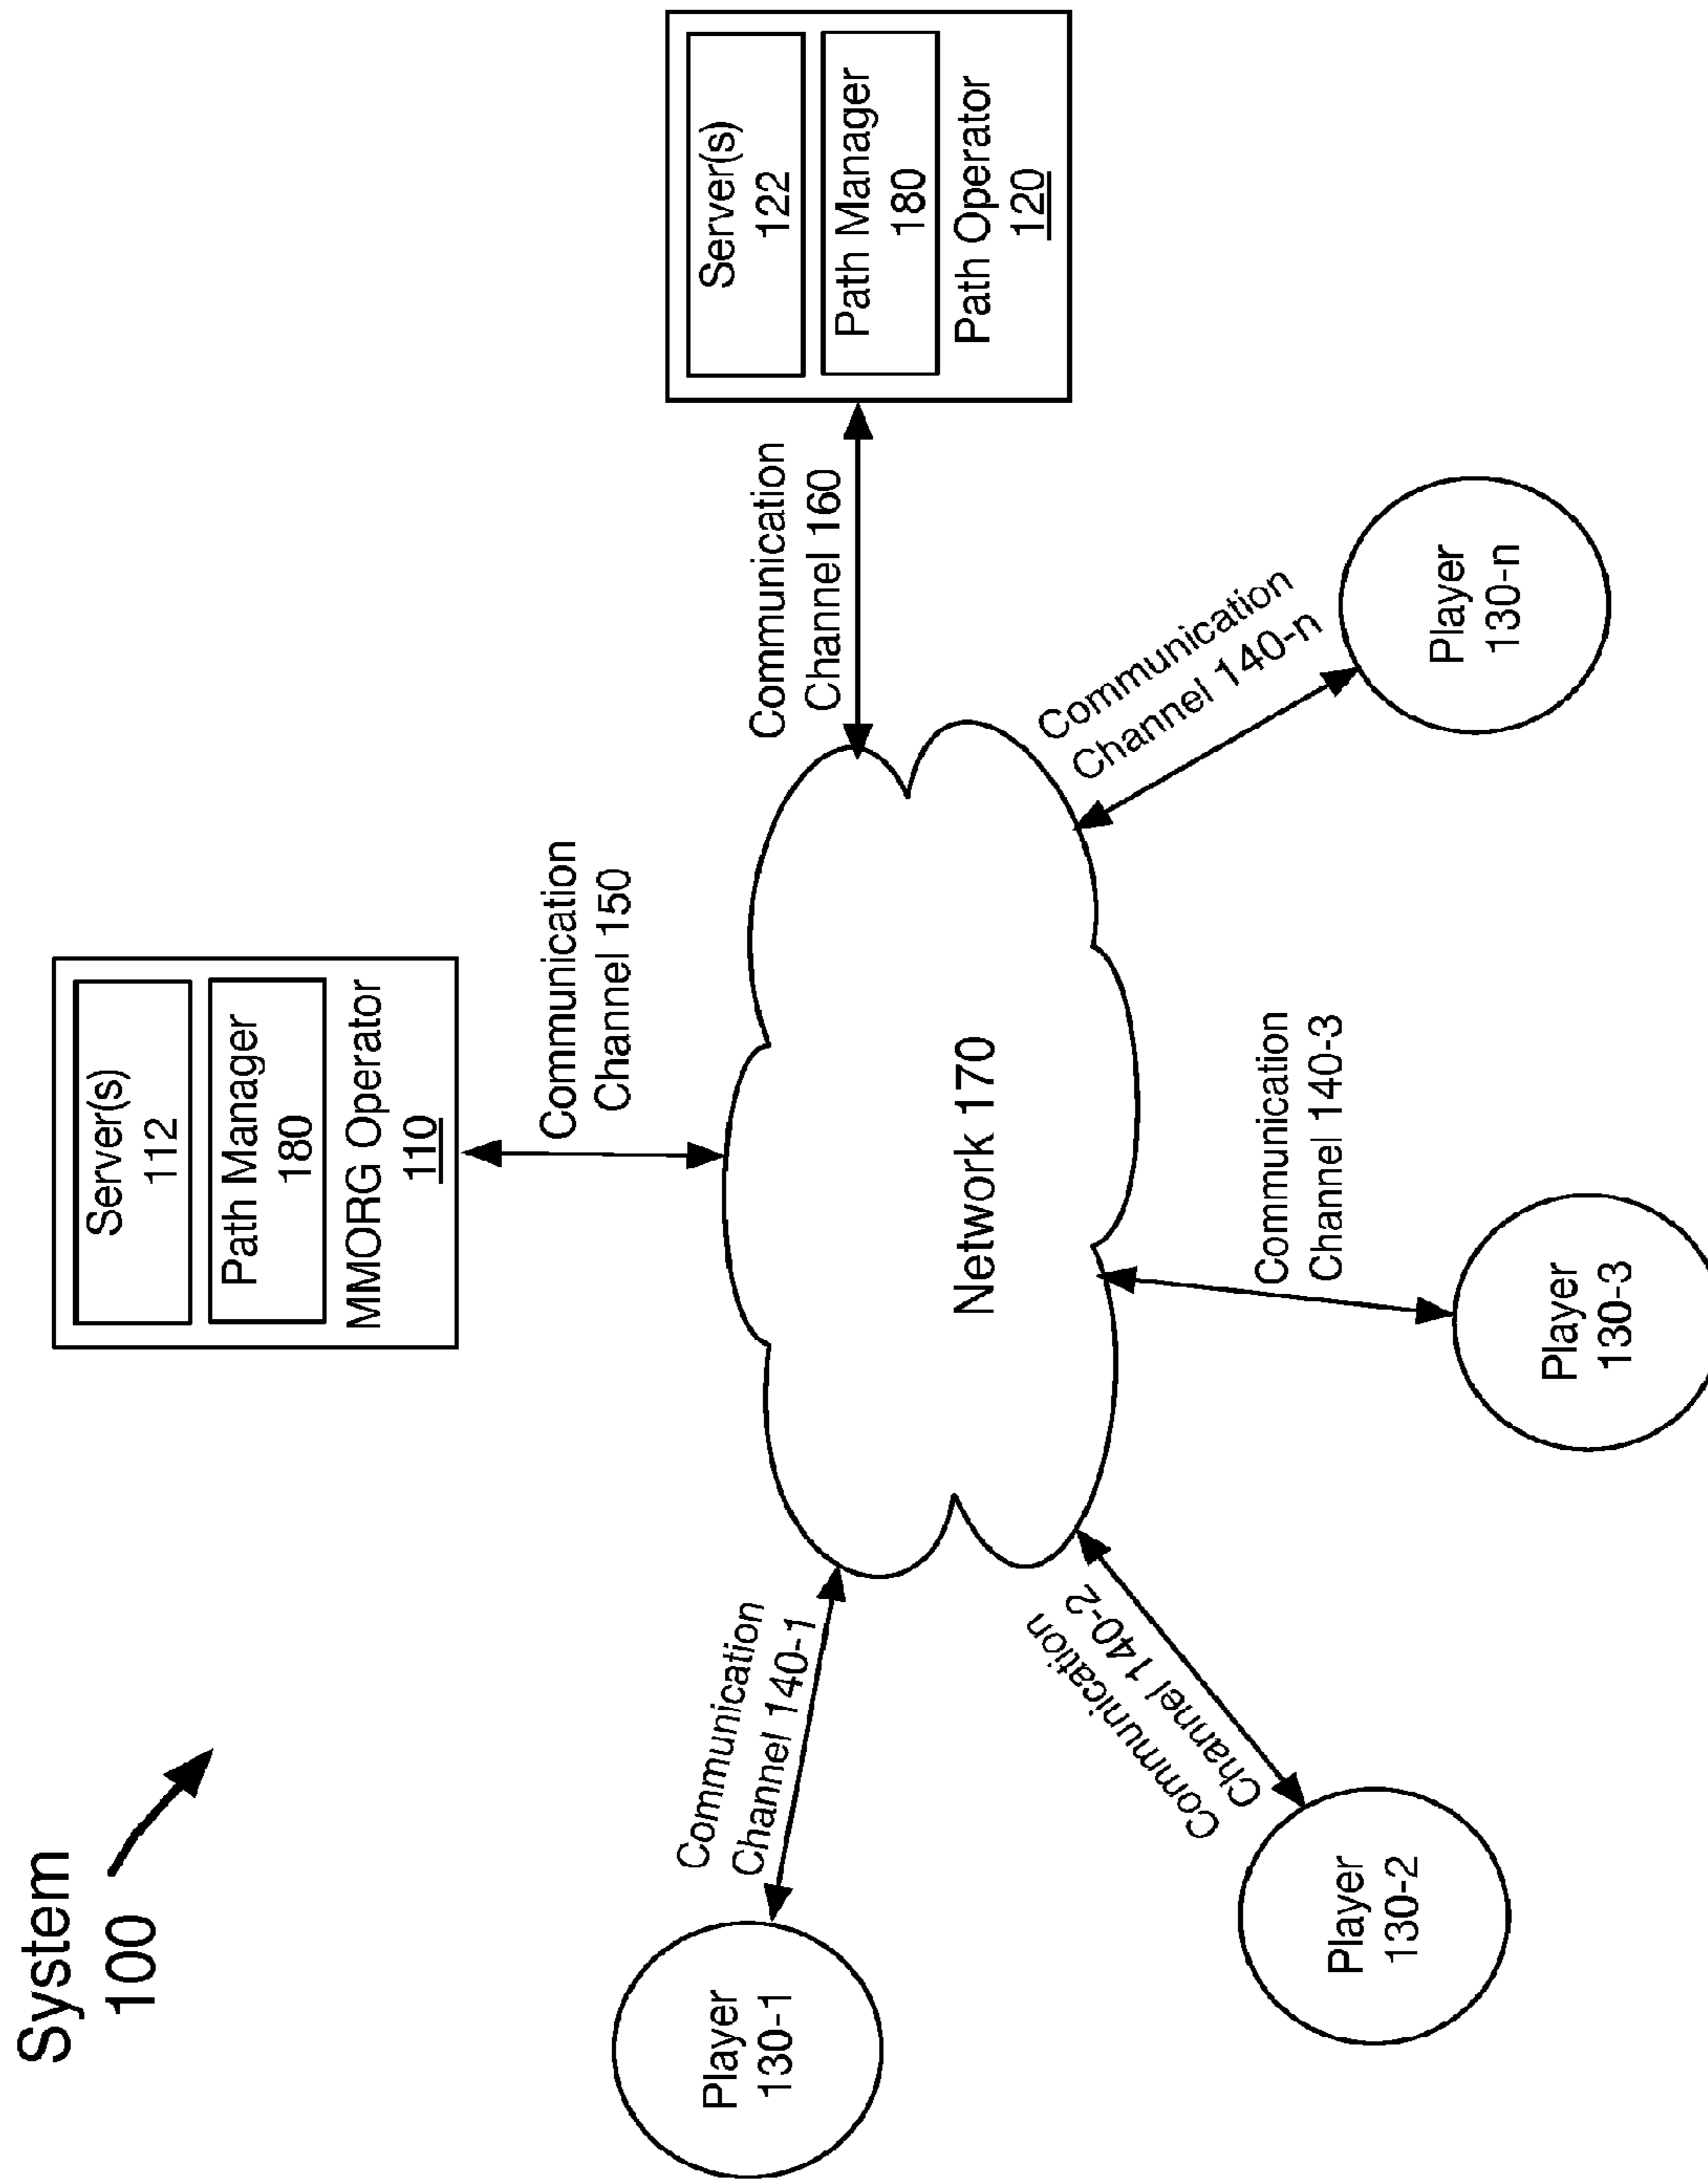 System
100
Server(s)
112
Path Manager
180
MMORG Operator
110
Communication
Channel 150
Server(s)
122
Path Manager
180
Path Operator
120
Communication
Channel 160
Player
130-1
Communication
Channel 140-1
Network 170
Communication
Channel 140-2
Player
130-2
Communication
Channel 140-3
Player
130-3
Communication
Channel 140-n
Player
130-n